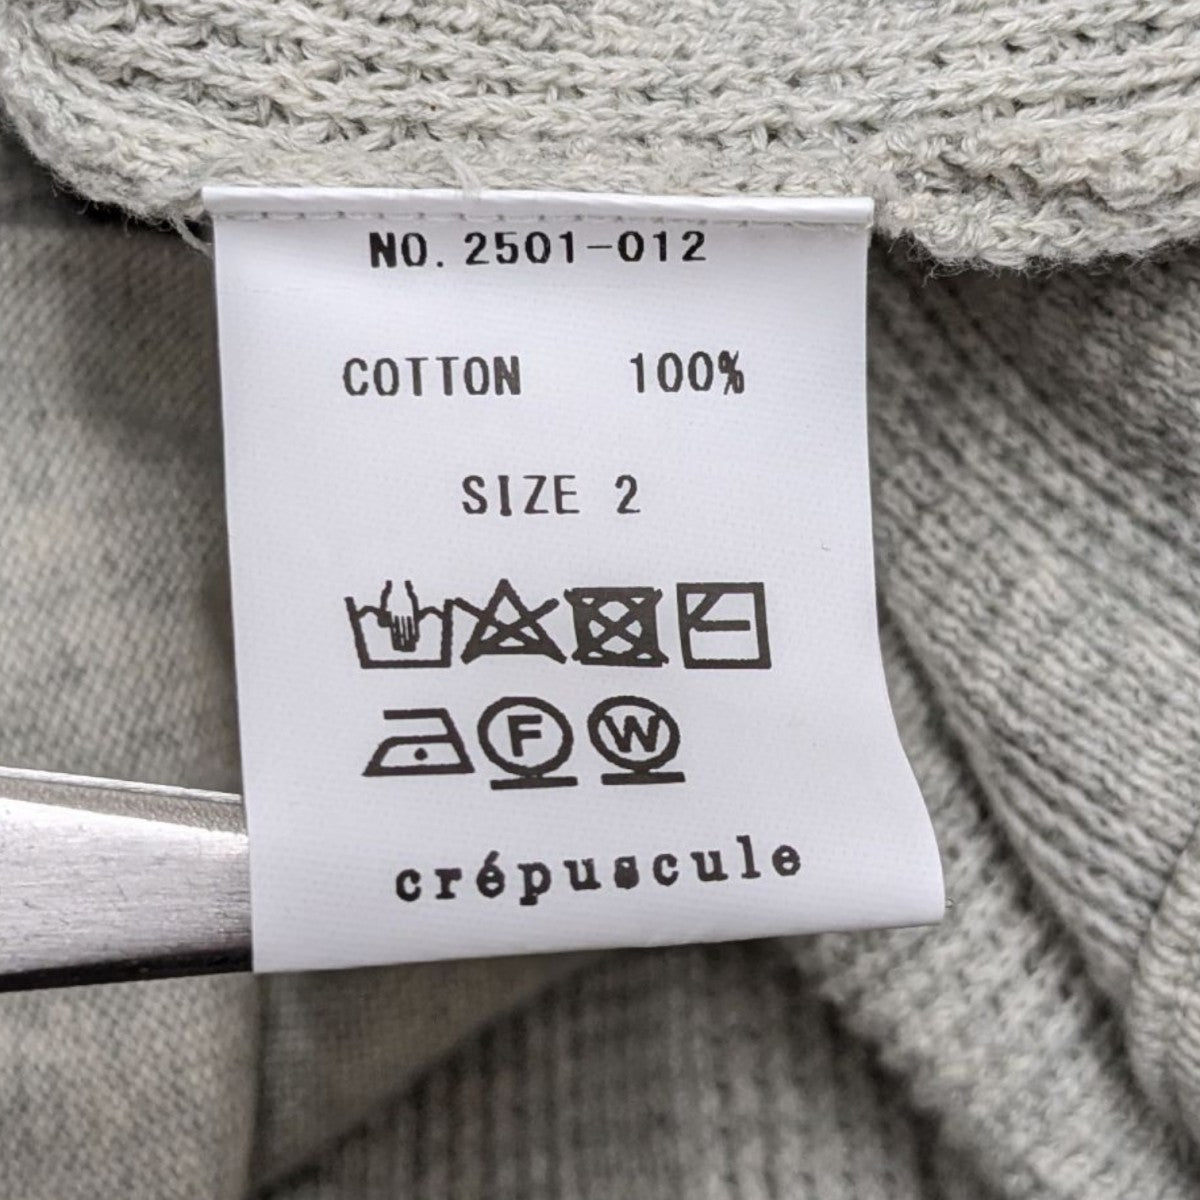 NO. 2501-012
COTTON 100%
SIZE 2
F W
crépuscule